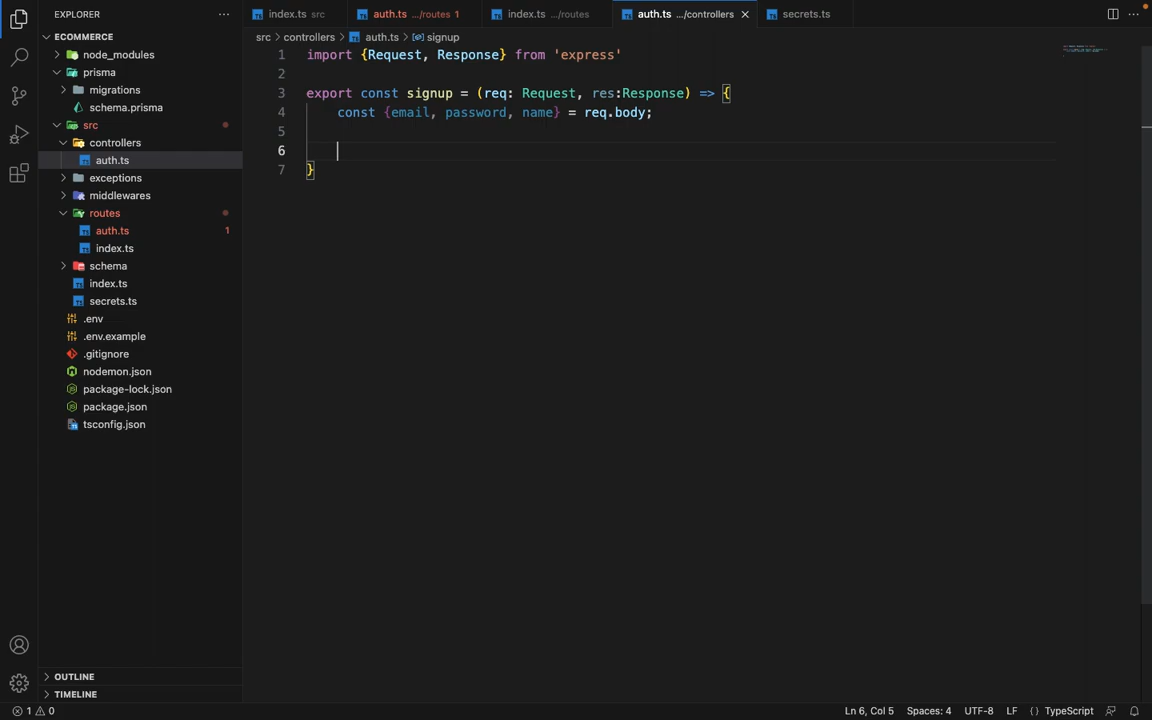 EXPLORER
ECOMMERCE
node_modules
prisma
migrations
schema.prisma
src
controllers
auth.ts
exceptions
middlewares
routes
auth.ts 1
index.ts
schema
index.ts
secrets.ts
.env
.env.example
.gitignore
nodemon.json
package-lock.json
package.json
tsconfig.json
OUTLINE
TIMELINE
index.ts src
auth.ts .../routes 1
index.ts .../routes
auth.ts .../controllers
secrets.ts
src > controllers > auth.ts > signup
1 import {Request, Response} from 'express'
2
3 export const signup = (req: Request, res:Response) => {
4 const {email, password, name} = req.body;
5
6
7 }
1 0
Ln 6, Col 5 Spaces: 4 UTF-8 LF {} TypeScript